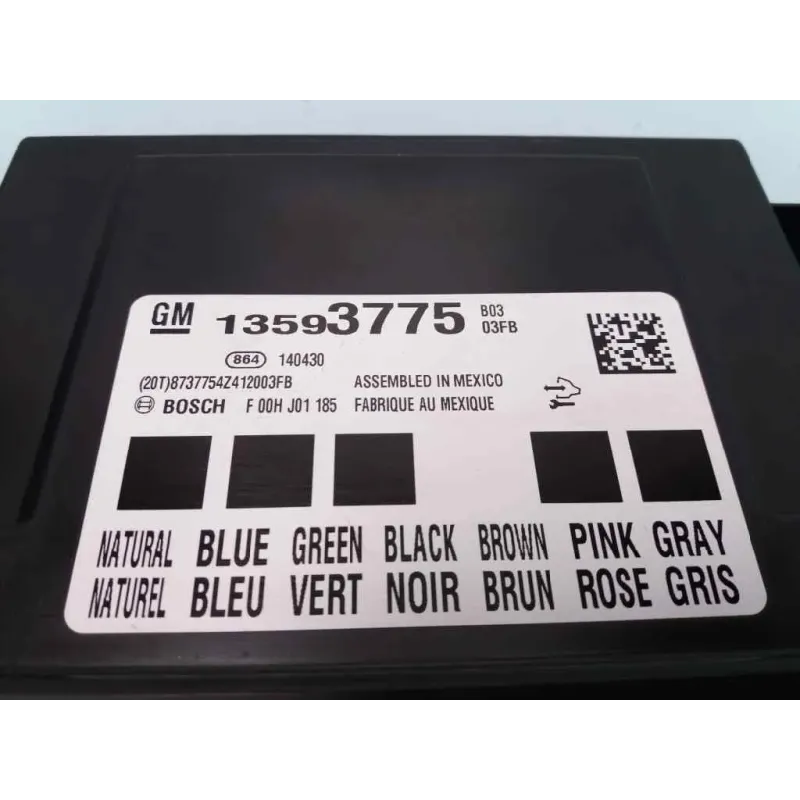 GM 13593775 B03
03FB
864 140430
(20T)8737754Z412003FB ASSEMBLED IN MEXICO
BOSCH F 00H J01 185 FABRIQUE AU MEXIQUE
NATURAL BLUE GREEN BLACK BROWN PINK GRAY
NATUREL BLEU VERT NOIR BRUN ROSE GRIS